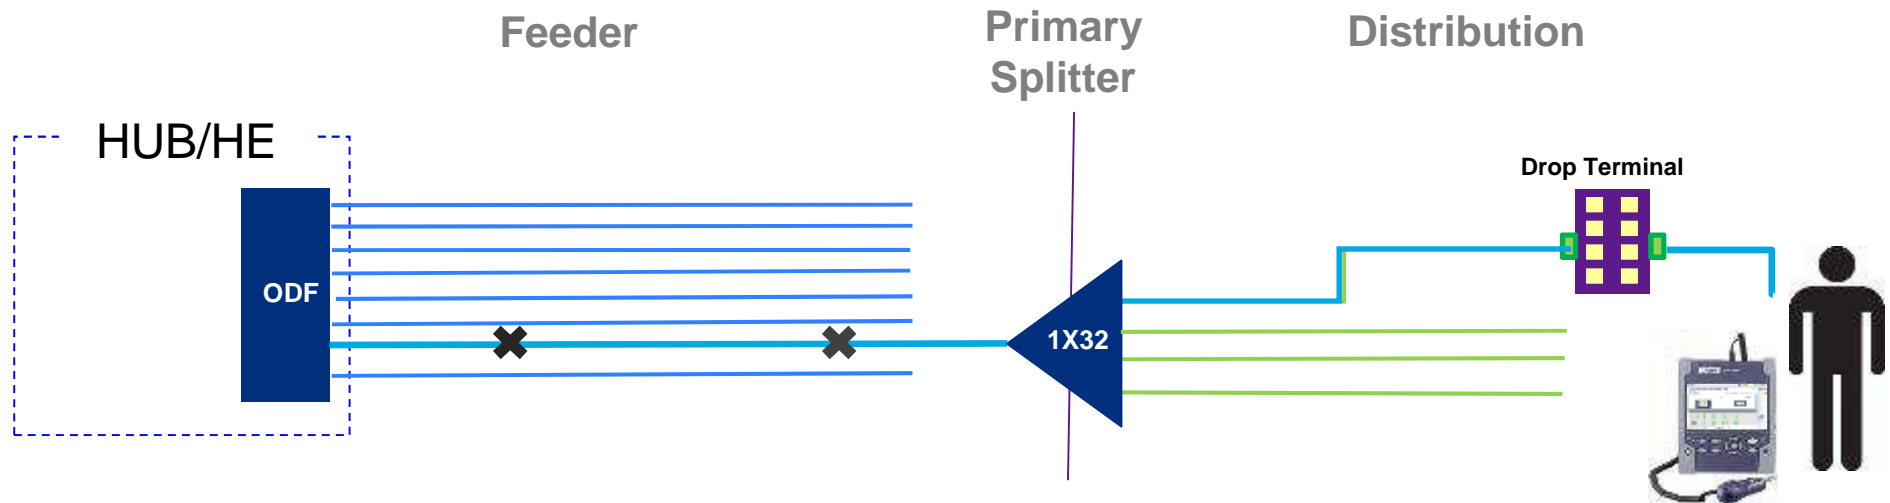 Feeder
Primary
Splitter
Distribution
HUB/HE
Drop Terminal
ODF
1X32